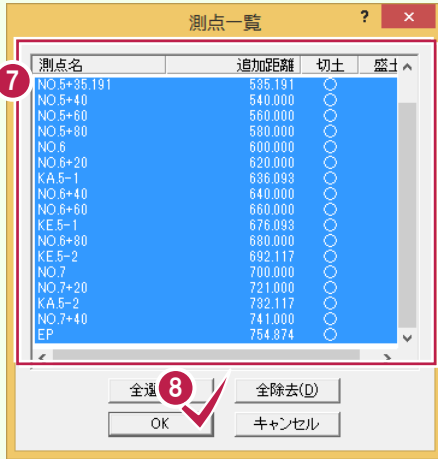 測点一覧 ? ×
7
測点名 追加距離 切土 盛土
NO.5+35.191 535.191 ○
NO.5+40 540.000 ○
NO.5+60 560.000 ○
NO.5+80 580.000 ○
NO.6 600.000 ○
NO.6+20 620.000 ○
KA.5-1 636.093 ○
NO.6+40 640.000 ○
NO.6+60 660.000 ○
KE.5-1 676.093 ○
NO.6+80 680.000 ○
KE.5-2 692.117 ○
NO.7 700.000 ○
NO.7+20 721.000 ○
KA.5-2 732.117 ○
NO.7+40 741.000 ○
EP 754.874 ○
全選 8 全除去(D)
OK キャンセル